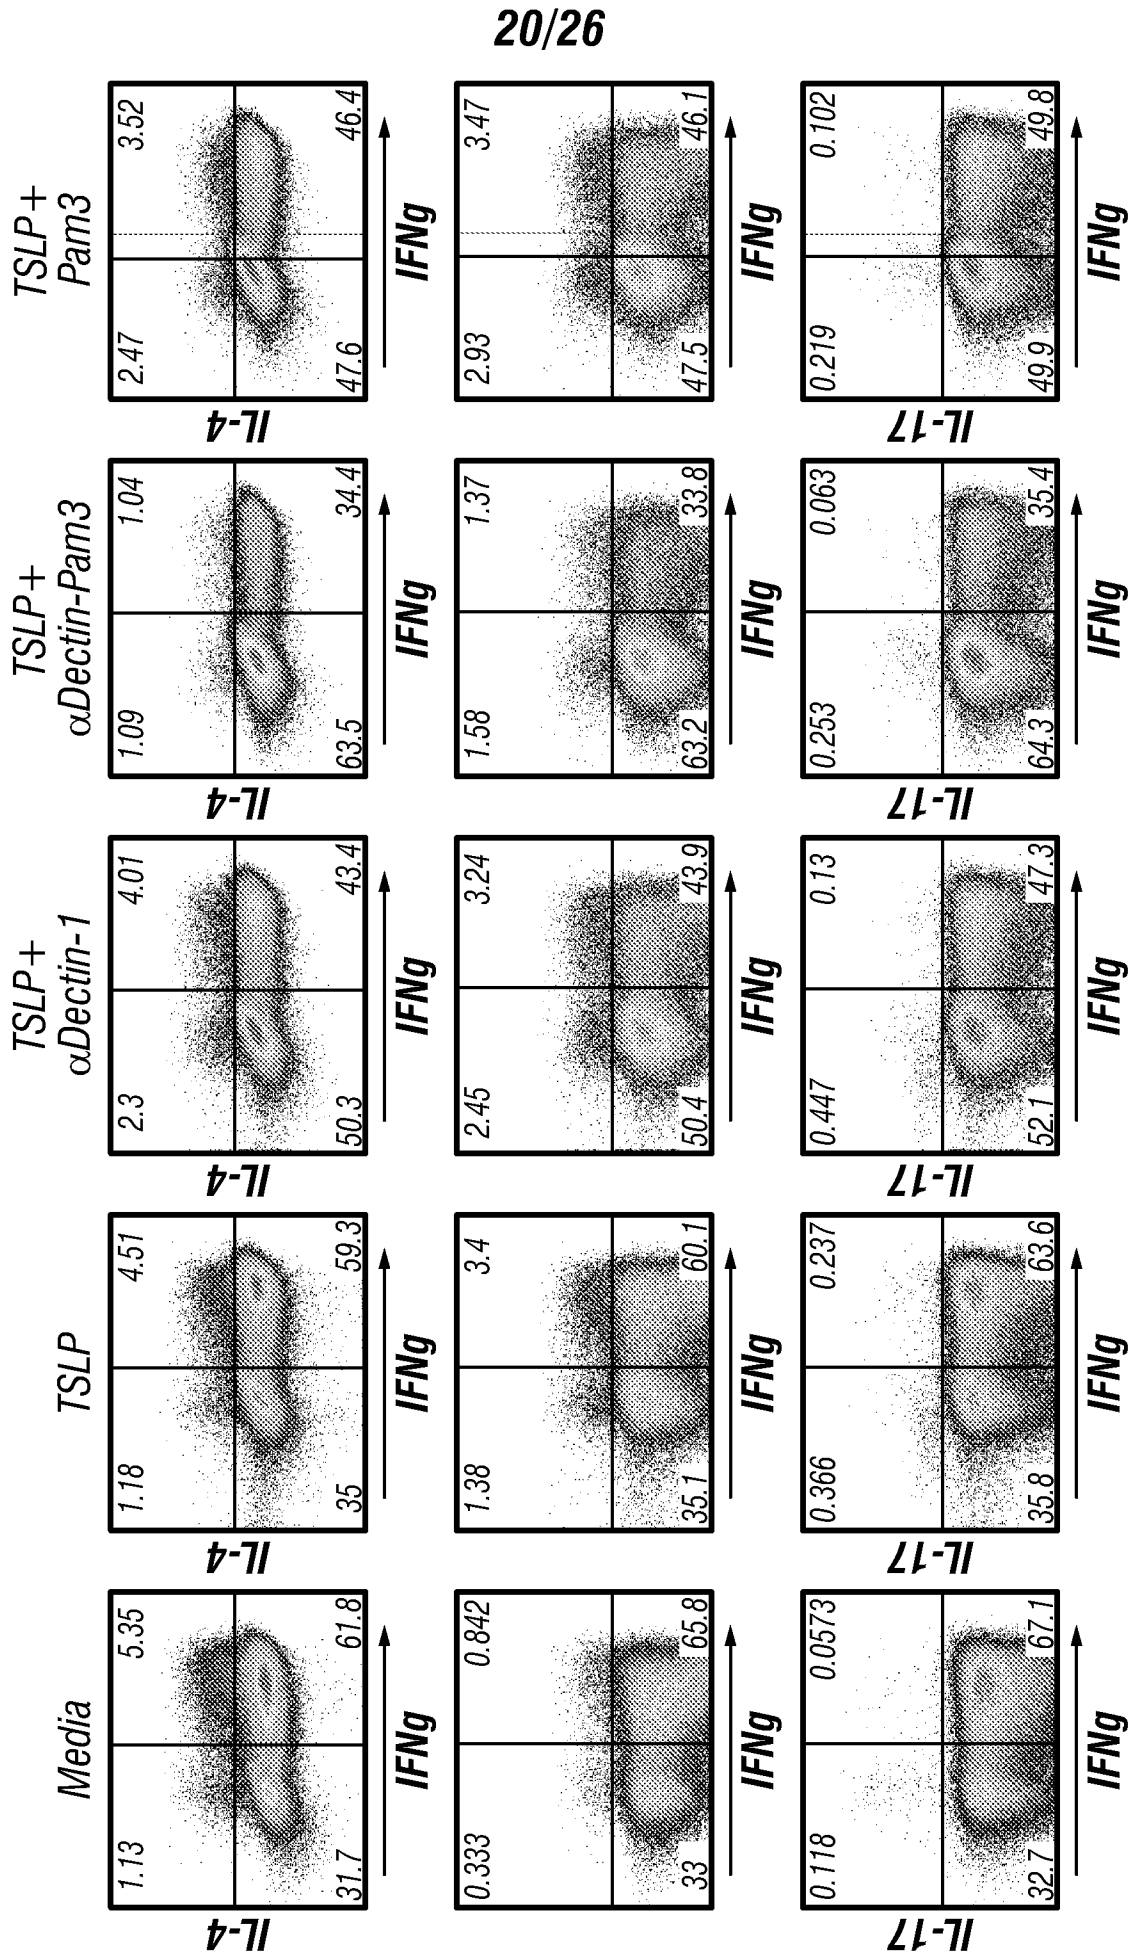 20/26
Media TSLP TSLP + αDectin-1 TSLP + αDectin-Pam3 TSLP + Pam3
1.13 5.35 1.18 4.51 2.3 4.01 1.09 1.04 2.47 3.52
IL-4 IL-4 IL-4 IL-4 IL-4
31.7 61.8 35 59.3 50.3 43.4 63.5 34.4 47.6 46.4
IFNg IFNg IFNg IFNg IFNg
0.333 0.842 1.38 3.4 2.45 3.24 1.58 1.37 2.93 3.47
33 65.8 35.1 60.1 50.4 43.9 63.2 33.8 47.5 46.1
IFNg IFNg IFNg IFNg IFNg
0.118 0.0573 0.366 0.237 0.447 0.13 0.253 0.063 0.219 0.102
IL-17 IL-17 IL-17 IL-17 IL-17
32.7 67.1 35.8 63.6 52.1 47.3 64.3 35.4 49.9 49.8
IFNg IFNg IFNg IFNg IFNg